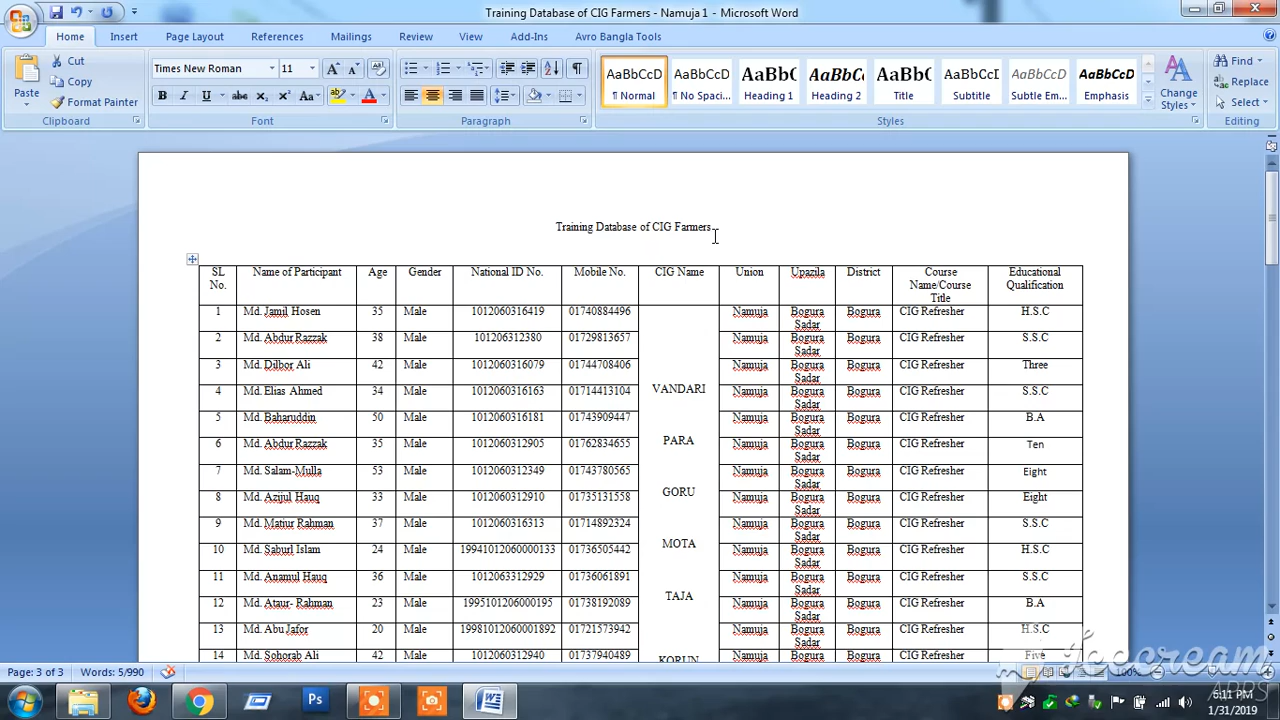 Training Database of CIG Farmers - Namuja 1 - Microsoft Word
Home Insert Page Layout References Mailings Review View Add-Ins Avro Bangla Tools
Paste Cut Copy Format Painter
Times New Roman 11
AaBbCcD AaBbCcD AaBbC AaBbCc AaBbC AaBbCcD AaBbCcD AaBbCcD
¶ Normal ¶ No Spaci... Heading 1 Heading 2 Title Subtitle Subtle Em... Emphasis
Change Styles
Find Replace Select
Clipboard Font Paragraph Styles Editing
Training Database of CIG Farmers
SL No. Name of Participant Age Gender National ID No. Mobile No. CIG Name Union Upazila District Course Name/Course Title Educational Qualification
1 Md. Jamil Hosen 35 Male 1012060316419 01740884496 Namuja Bogura Sadar Bogura CIG Refresher H.S.C
2 Md. Abdur Razzak 38 Male 101206312380 01729813657 Namuja Bogura Sadar Bogura CIG Refresher S.S.C
3 Md. Dilbor Ali 42 Male 1012060316079 01744708406 Namuja Bogura Sadar Bogura CIG Refresher Three
4 Md. Elias Ahmed 34 Male 1012060316163 01714413104 VANDARI Namuja Bogura Sadar Bogura CIG Refresher S.S.C
5 Md. Baharuddin 50 Male 1012060316181 01743909447 Namuja Bogura Sadar Bogura CIG Refresher B.A
6 Md. Abdur Razzak 35 Male 1012060312905 01762834655 PARA Namuja Bogura Sadar Bogura CIG Refresher Ten
7 Md. Salam-Mulla 53 Male 1012060312349 01743780565 Namuja Bogura Sadar Bogura CIG Refresher Eight
8 Md. Azijul Hauq 33 Male 1012060312910 01735131558 GORU Namuja Bogura Sadar Bogura CIG Refresher Eight
9 Md. Matiur Rahman 37 Male 1012060316313 01714892324 Namuja Bogura Sadar Bogura CIG Refresher S.S.C
10 Md. Saburl Islam 24 Male 19941012060000133 01736505442 MOTA Namuja Bogura Sadar Bogura CIG Refresher H.S.C
11 Md. Anamul Hauq 36 Male 1012063312929 01736061891 Namuja Bogura Sadar Bogura CIG Refresher S.S.C
12 Md. Ataur- Rahman 23 Male 1995101206000195 01738192089 TAJA Namuja Bogura Sadar Bogura CIG Refresher B.A
13 Md. Abu Jafor 20 Male 19981012060001892 01721573942 Namuja Bogura Sadar Bogura CIG Refresher H.S.C
14 Md. Sohorab Ali 42 Male 1012060312940 01737940489 KORUN Namuja Bogura Bogura CIG Refresher Five
Page: 3 of 3 Words: 5/990 100%
Icecream
APPS
6:11 PM
1/31/2019